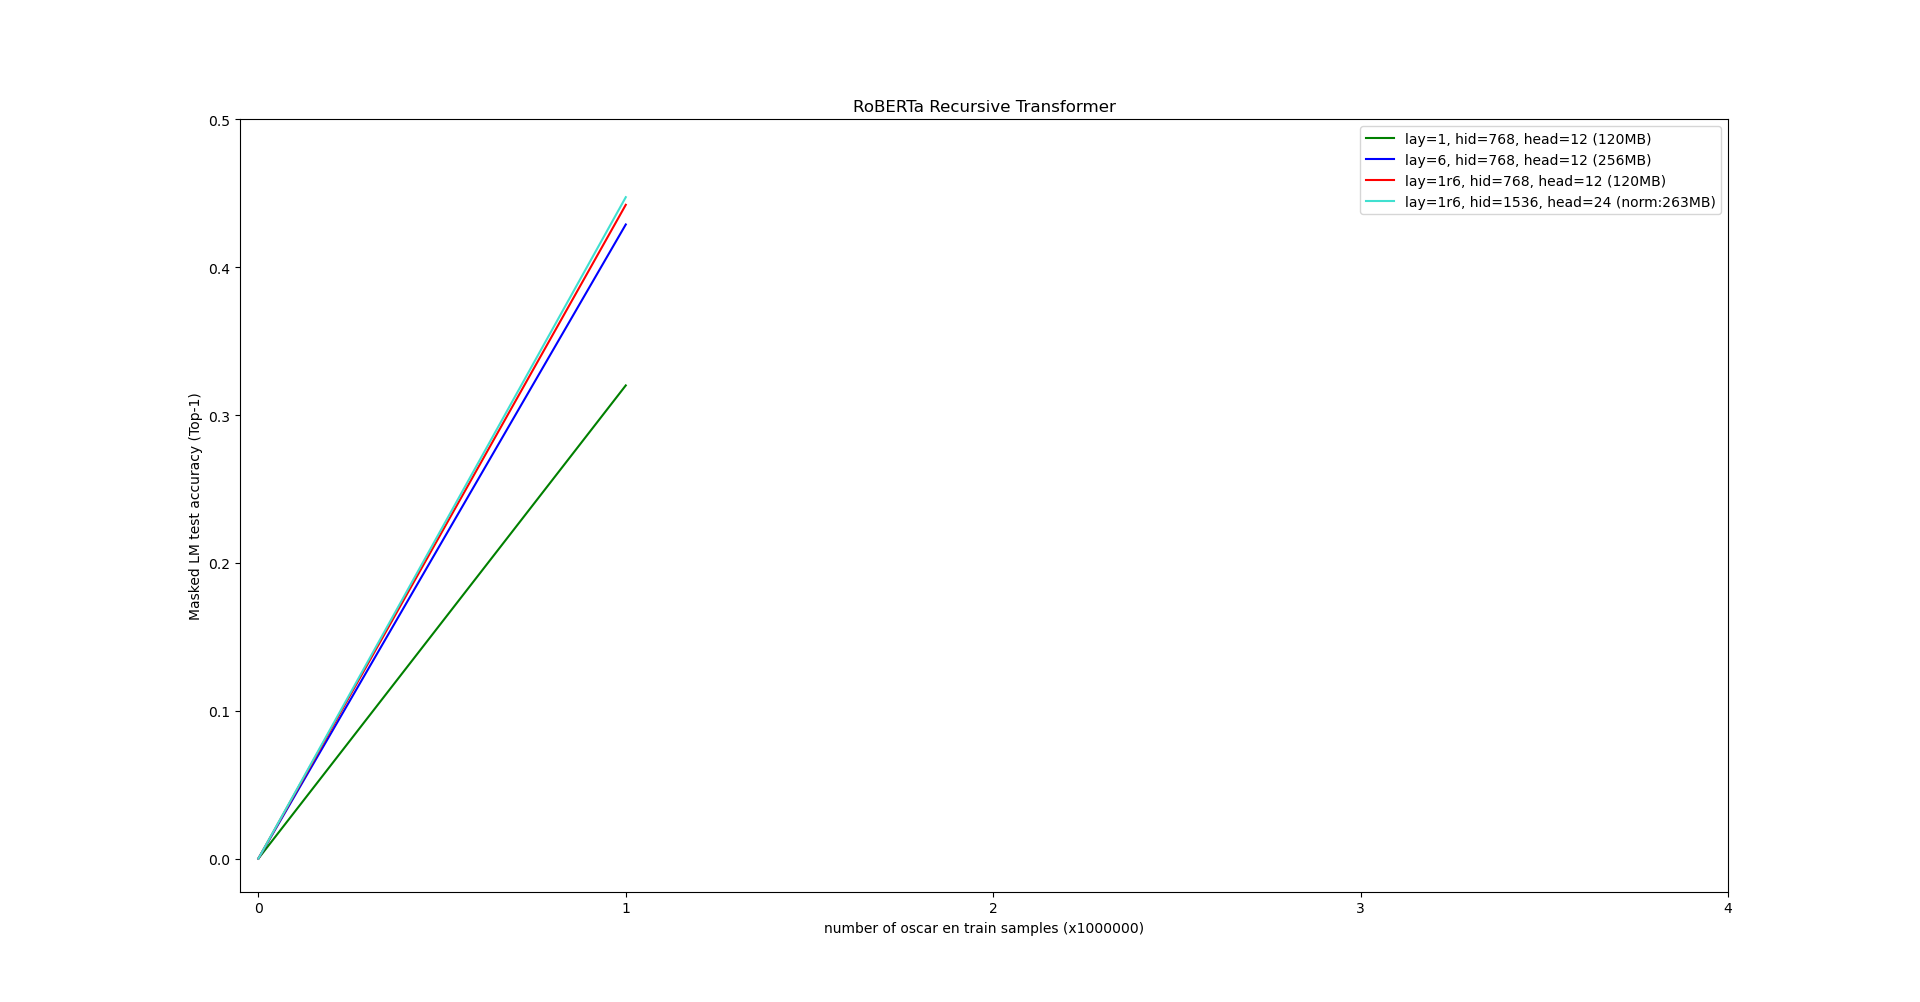 RoBERTa Recursive Transformer
0.5
0.4
0.3
0.2
0.1
0.0
Masked LM test accuracy (Top-1)
lay=1, hid=768, head=12 (120MB)
lay=6, hid=768, head=12 (256MB)
lay=1r6, hid=768, head=12 (120MB)
lay=1r6, hid=1536, head=24 (norm:263MB)
0 1 2 3 4
number of oscar en train samples (x1000000)